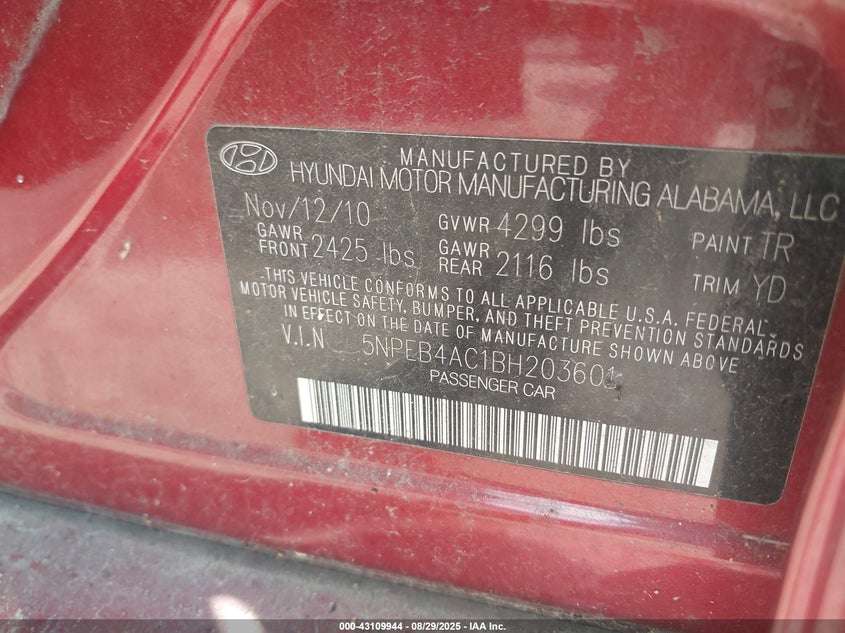 MANUFACTURED BY
HYUNDAI MOTOR MANUFACTURING ALABAMA, LLC
Nov/12/10 GVWR 4299 lbs PAINT TR
GAWR FRONT 2425 lbs GAWR REAR 2116 lbs TRIM YD
THIS VEHICLE CONFORMS TO ALL APPLICABLE U.S.A. FEDERAL
MOTOR VEHICLE SAFETY, BUMPER, AND THEFT PREVENTION STANDARDS
IN EFFECT ON THE DATE OF MANUFACTURE SHOWN ABOVE
V.I.N 5NPEB4AC1BH203601
PASSENGER CAR
000-43109944 - 08/29/2025 - IAA Inc.